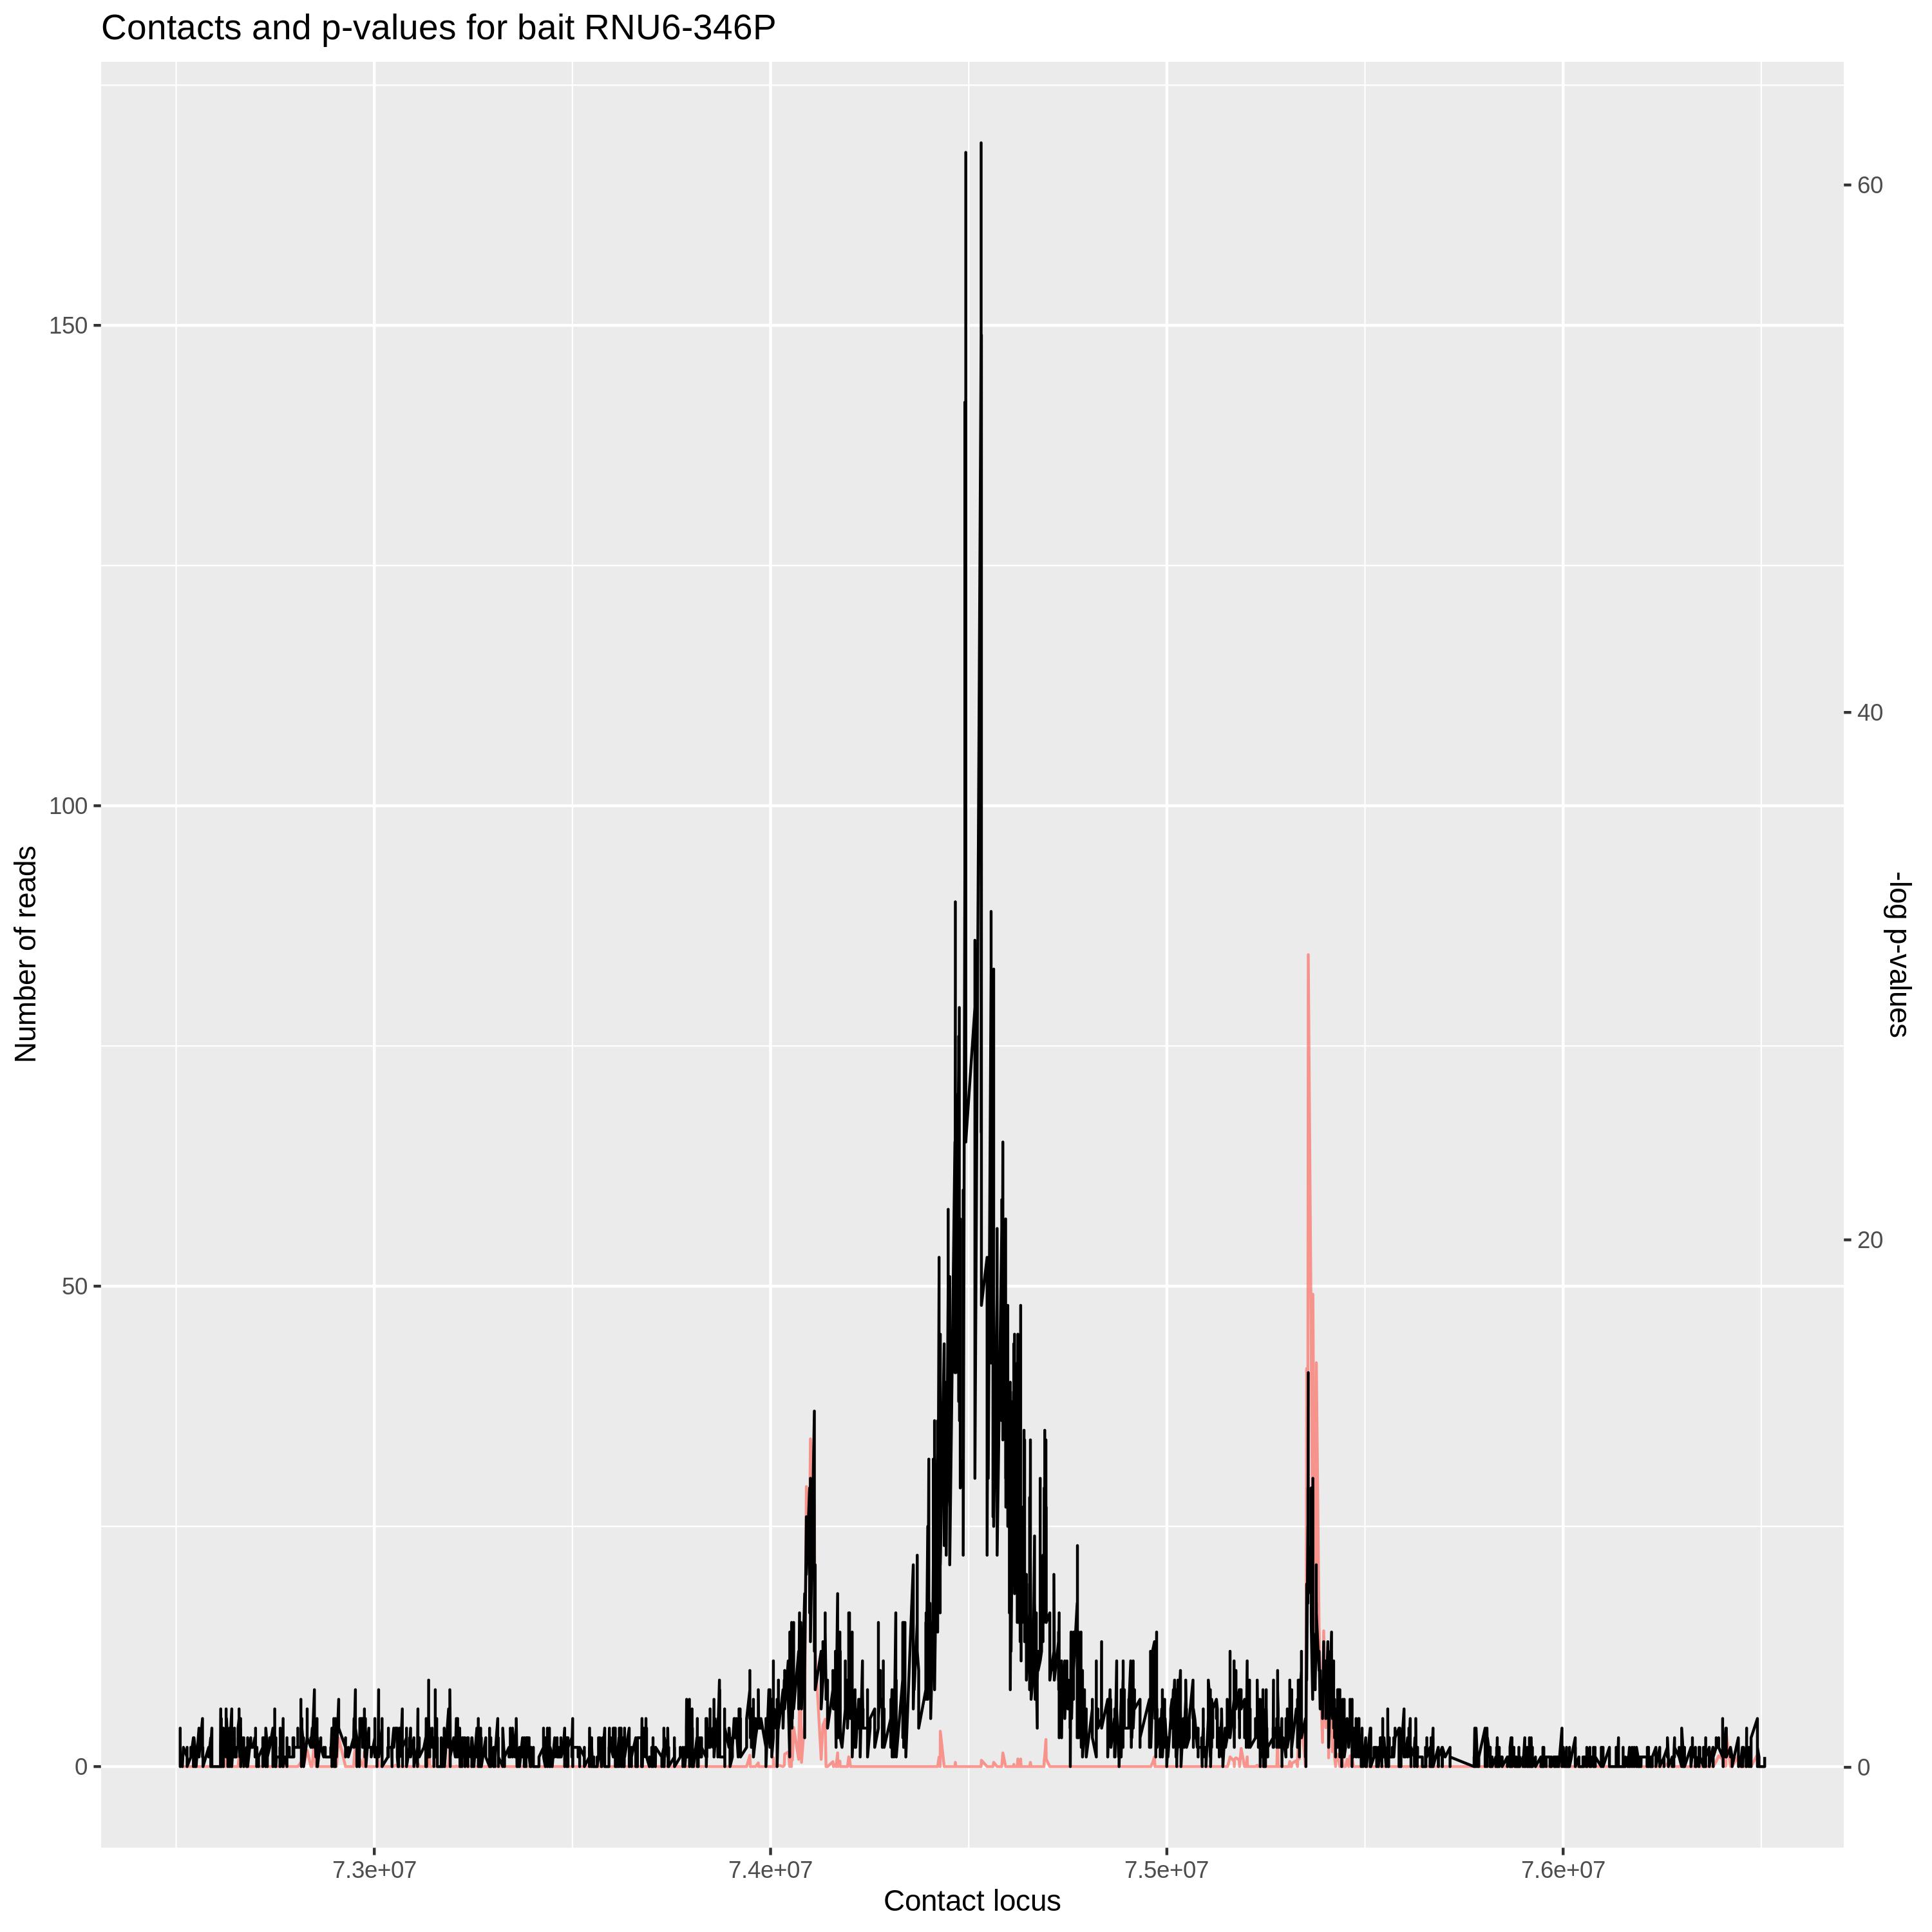 Contacts and p-values for bait RNU6-346P
Number of reads
150
100
50
0
60
40
20
0
-log p-values
7.3e+07
7.4e+07
7.5e+07
7.6e+07
Contact locus